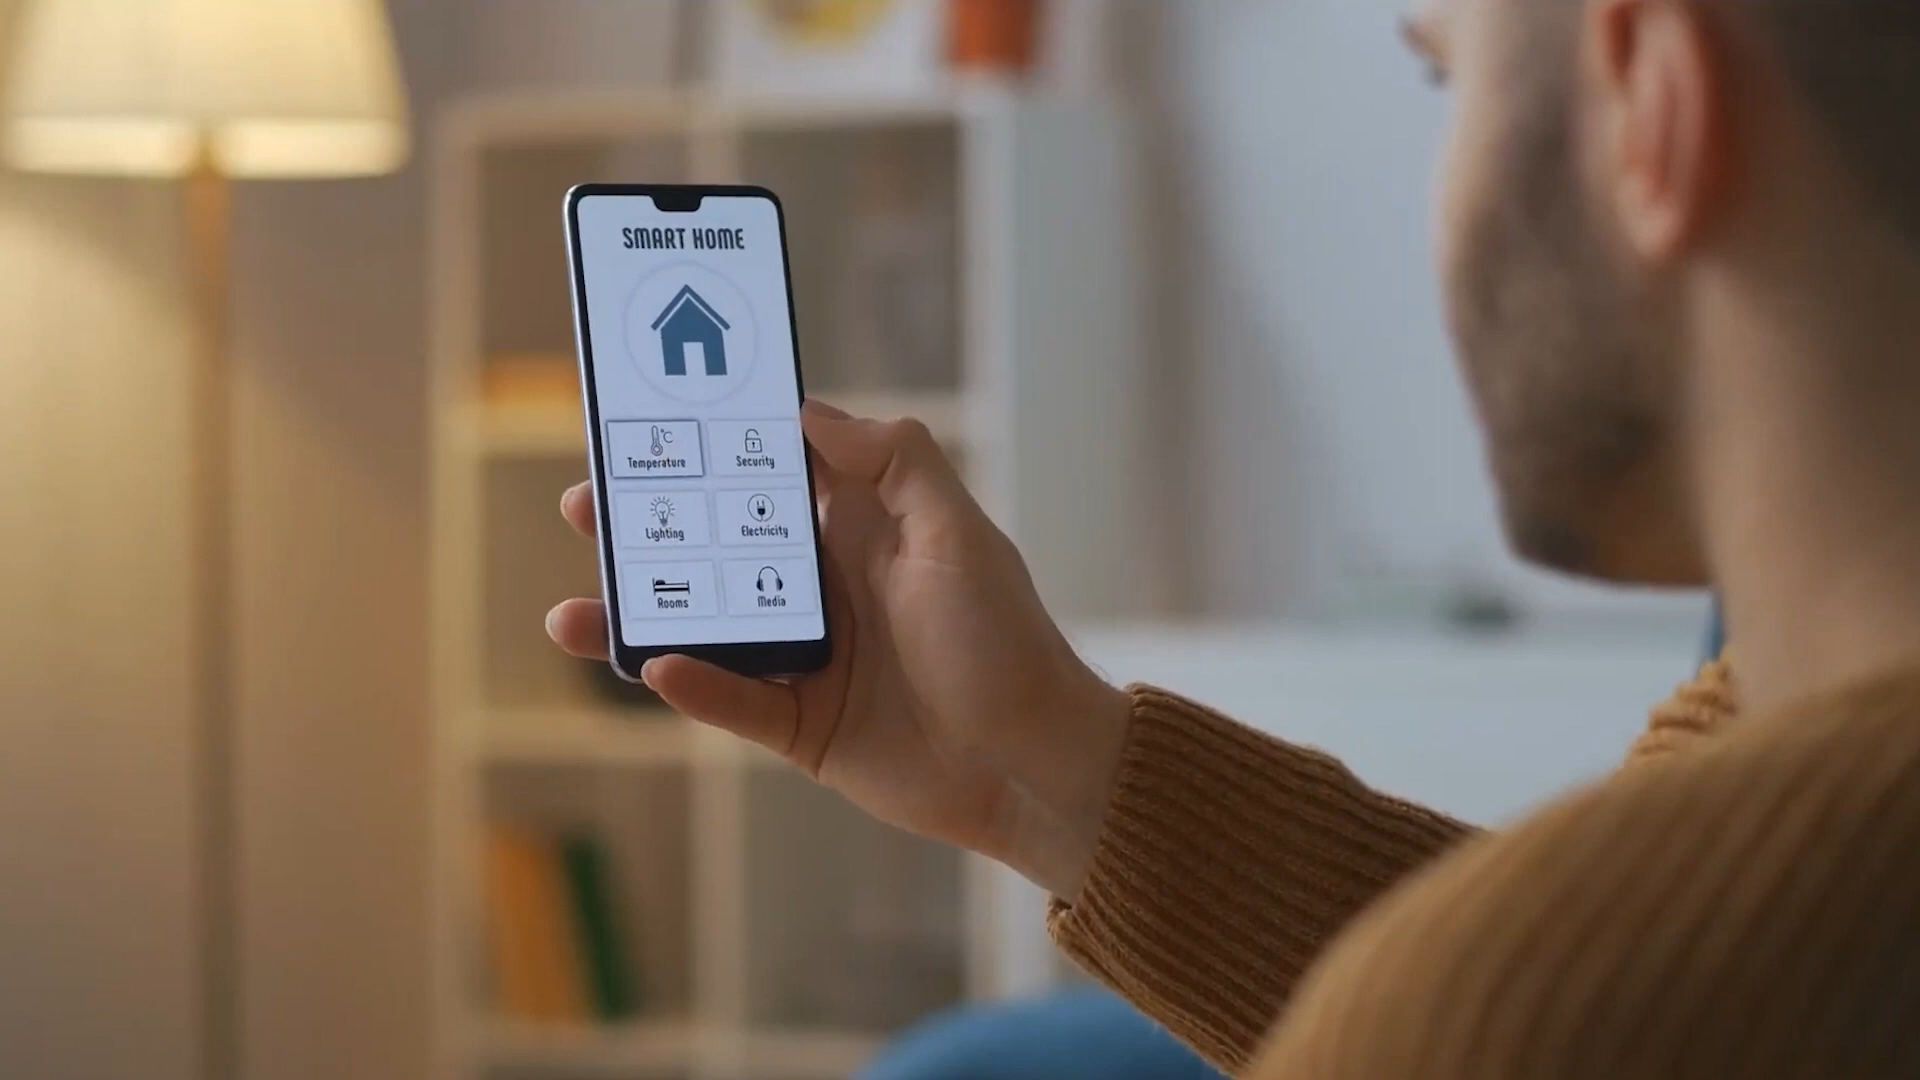 SMART HOME
°C
Temperature
Security
Lighting
Electricity
Rooms
Media